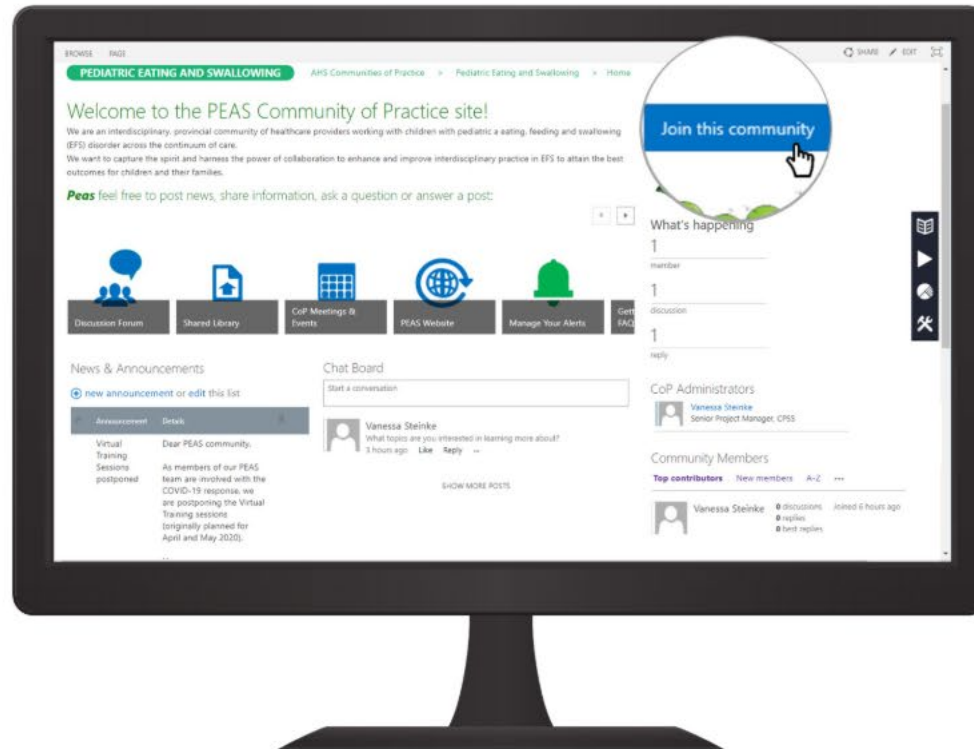 BROWSE PAGE
SHARE EDIT
PEDIATRIC EATING AND SWALLOWING
AHS Communities of Practice > Pediatric Eating and Swallowing > Home
Welcome to the PEAS Community of Practice site!
We are an interdisciplinary, provincial community of healthcare providers working with children with pediatric a eating, feeding and swallowing
(EFS) disorder across the continuum of care.
We want to capture the spirit and harness the power of collaboration to enhance and improve interdisciplinary practice in EFS to attain the best
outcomes for children and their families.
Peas feel free to post news, share information, ask a question or answer a post:
Discussion Forum
Shared Library
CoP Meetings &
Events
PEAS Website
Manage Your Alerts
News & Announcements
new announcement or edit this list
Announcement Details
Virtual
Training
Sessions
postponed
Dear PEAS community,
As members of our PEAS
team are involved with the
COVID-19 response, we
are postponing the Virtual
Training sessions
(originally planned for
April and May 2020).
Chat Board
Start a conversation
Vanessa Steinke
What topics are you interested in learning more about?
3 hours ago Like Reply ...
SHOW MORE POSTS
Join this community
What's happening
1
member
1
discussion
1
reply
CoP Administrators
Vanessa Steinke
Senior Project Manager, CPSS
Community Members
Top contributors New members A-Z ...
Vanessa Steinke
0 discussions
0 replies
0 best replies
Joined 6 hours ago